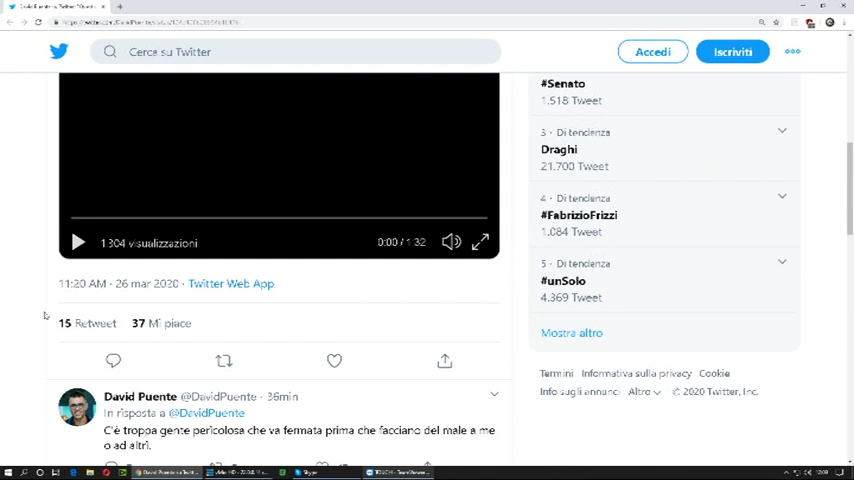 Cerca su Twitter
Accedi
Iscriviti
#Senato
1.518 Tweet
3 · Di tendenza
Draghi
21.700 Tweet
4 · Di tendenza
#FabrizioFrizzi
1.084 Tweet
5 · Di tendenza
#unSolo
4.369 Tweet
Mostra altro
Termini Informativa sulla privacy Cookie
Info sugli annunci Altro © 2020 Twitter, Inc.
1.304 visualizzazioni
0:00 / 1:32
11:20 AM · 26 mar 2020 · Twitter Web App
15 Retweet 37 Mi piace
David Puente @DavidPuente · 36min
In risposta a @DavidPuente
C'è troppa gente pericolosa che va fermata prima che facciano del male a me
o ad altri.
Skype
12:09